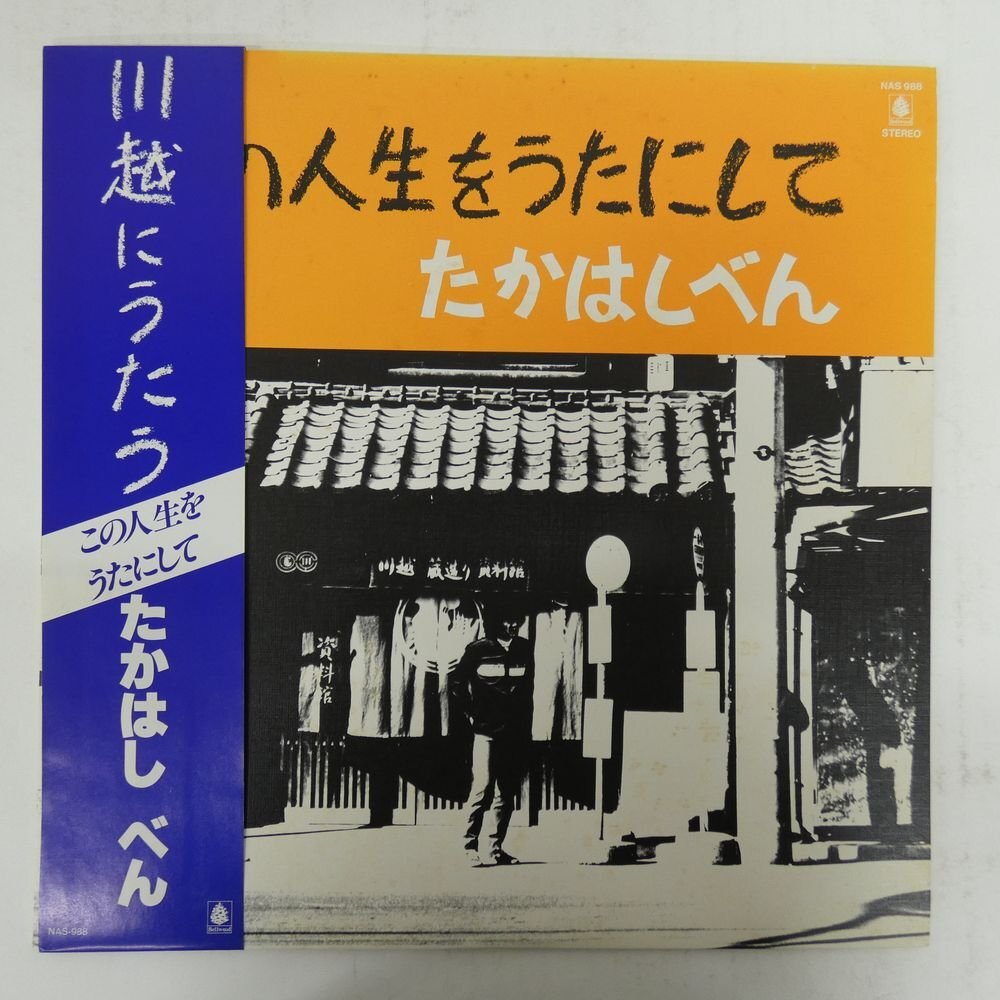 川越にうたう
この人生を
うたにして
たかはしべん
NAS-988
Bellwood
の人生をうたにして
たかはしべん
NAS 988
Bellwood
STEREO
川越 蔵造り資料館
資料館